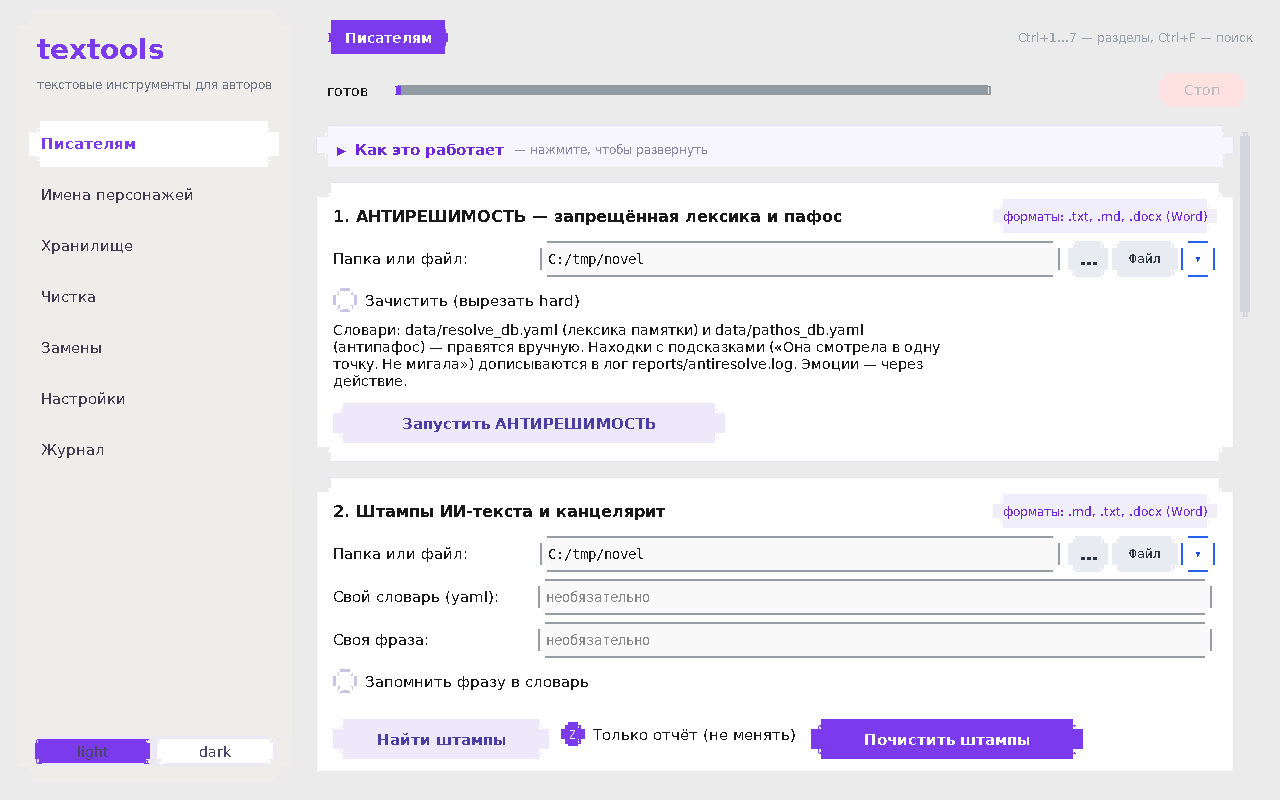 textools
текстовые инструменты для авторов
Писателям
Имена персонажей
Хранилище
Чистка
Замены
Настройки
Журнал
light dark
Писателям
Ctrl+1…7 — разделы, Ctrl+F — поиск
готов
Стоп
▶ Как это работает — нажмите, чтобы развернуть
1. АНТИРЕШИМОСТЬ — запрещённая лексика и пафос
форматы: .txt, .md, .docx (Word)
Папка или файл: C:/tmp/novel ... Файл ▾
Зачистить (вырезать hard)
Словари: data/resolve_db.yaml (лексика памятки) и data/pathos_db.yaml
(антипафос) — правятся вручную. Находки с подсказками («Она смотрела в одну
точку. Не мигала») дописываются в лог reports/antiresolve.log. Эмоции — через
действие.
Запустить АНТИРЕШИМОСТЬ
2. Штампы ИИ-текста и канцелярит
форматы: .md, .txt, .docx (Word)
Папка или файл: C:/tmp/novel ... Файл ▾
Свой словарь (yaml): необязательно
Своя фраза: необязательно
Запомнить фразу в словарь
Найти штампы Z Только отчёт (не менять) Почистить штампы